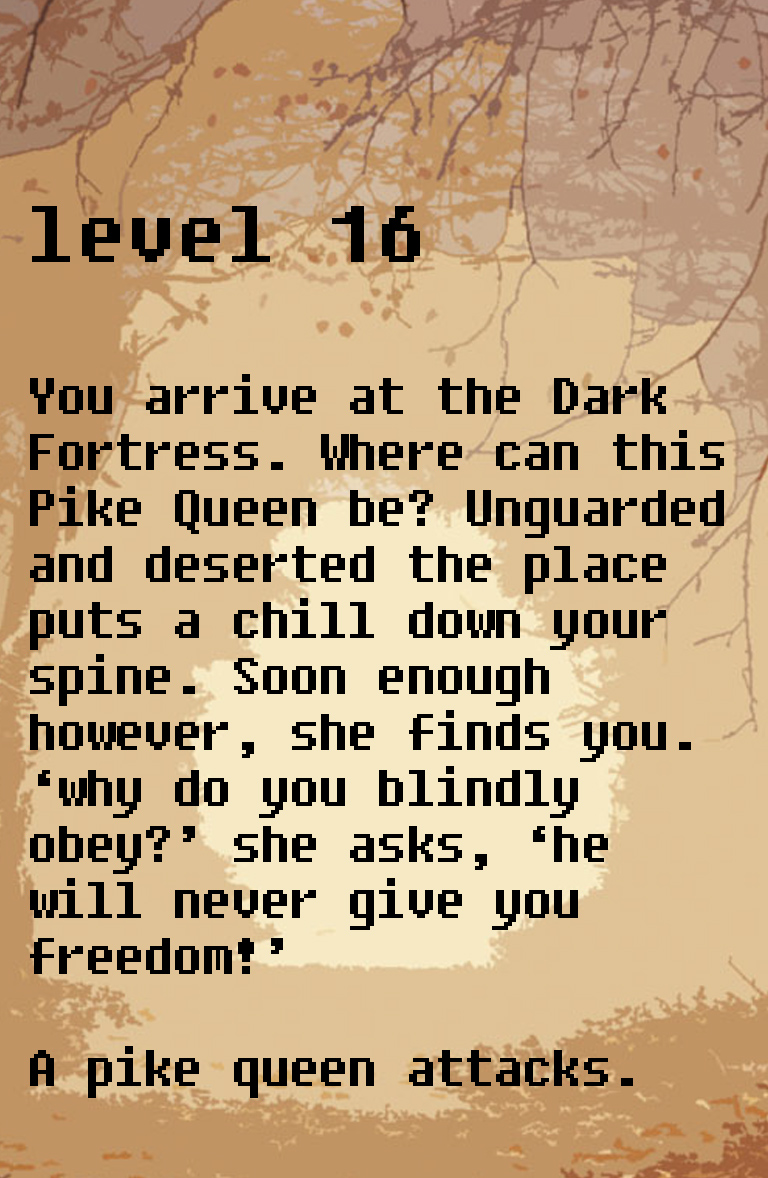 level 16
You arrive at the Dark
Fortress. Where can this
Pike Queen be? Unguarded
and deserted the place
puts a chill down your
spine. Soon enough
however, she finds you.
‘why do you blindly
obey?’ she asks, ‘he
will never give you
freedom!’
A pike queen attacks.